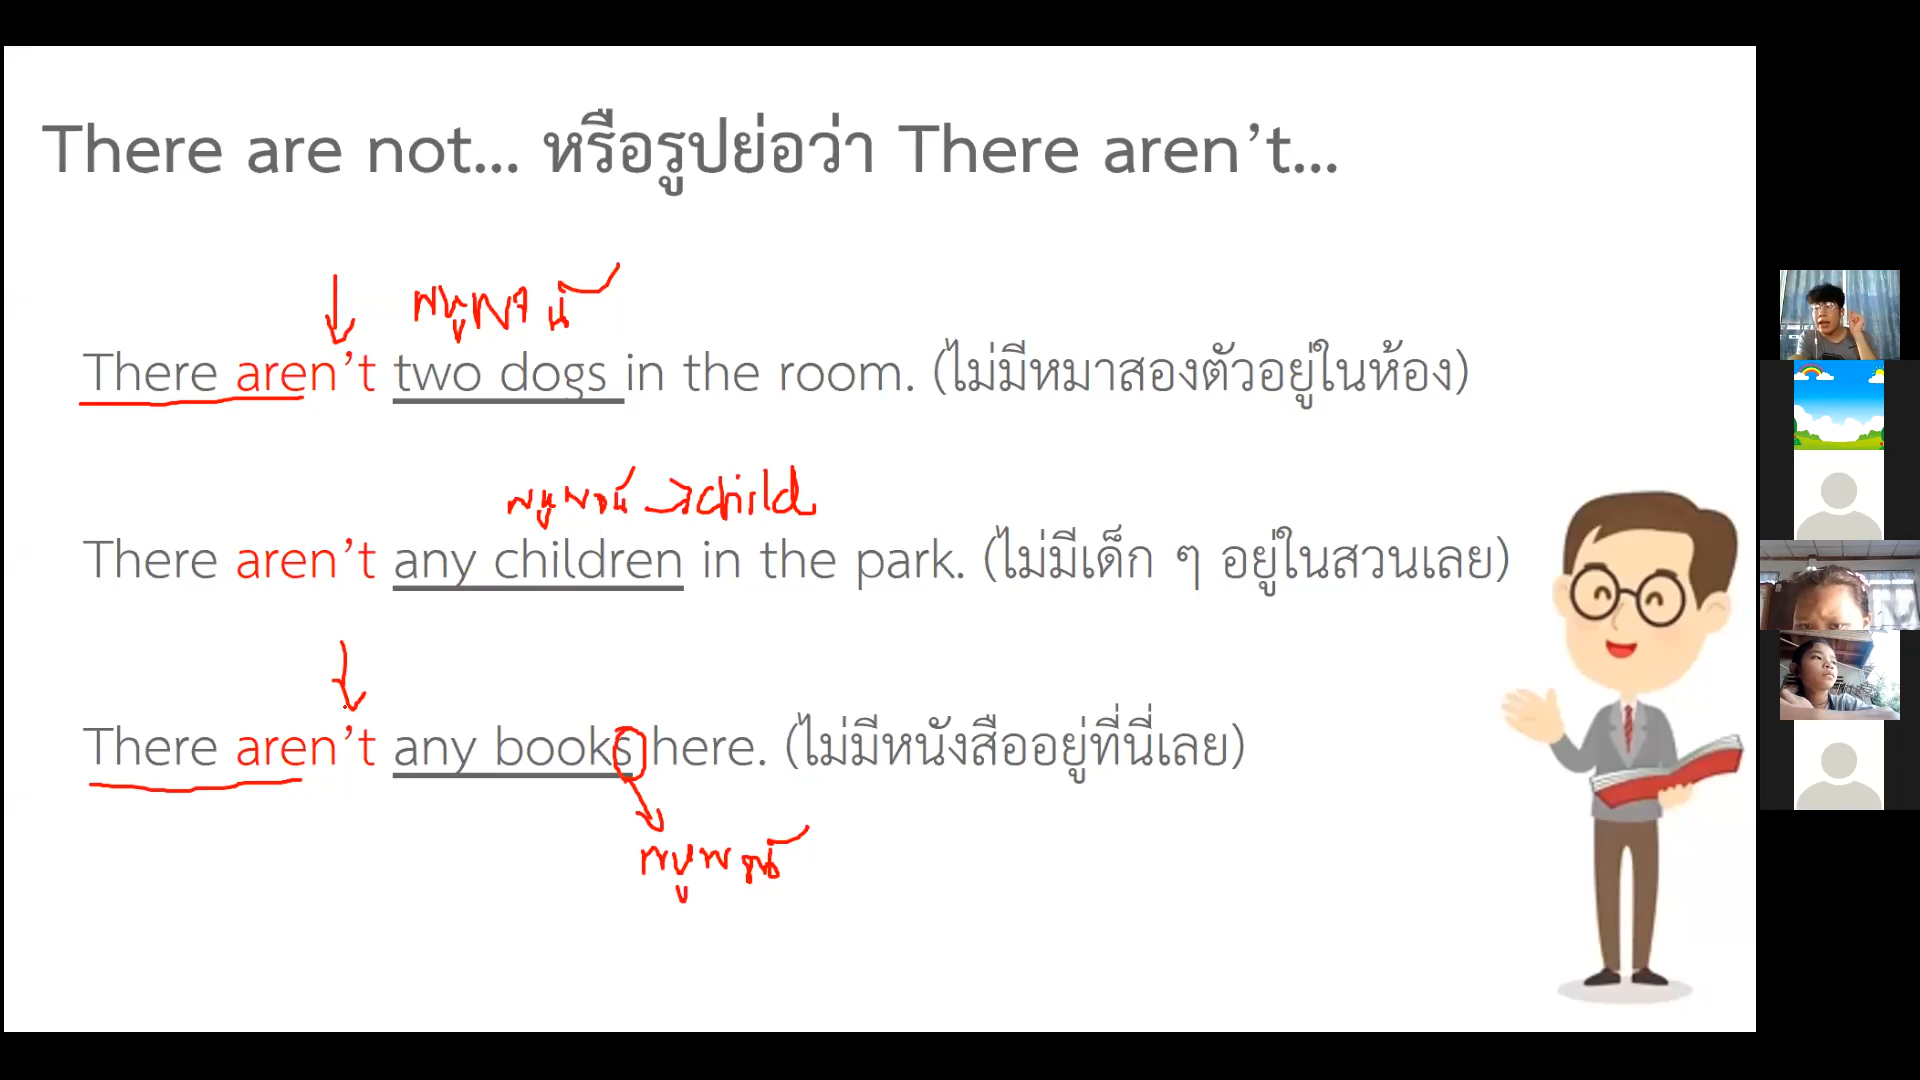 There are not... หรือรูปย่อว่า There aren't...
พหูพจน์
There aren't two dogs in the room. (ไม่มีหมาสองตัวอยู่ในห้อง)
พหูพจน์ → child
There aren't any children in the park. (ไม่มีเด็ก ๆ อยู่ในสวนเลย)
There aren't any books here. (ไม่มีหนังสืออยู่ที่นี่เลย)
พหูพจน์